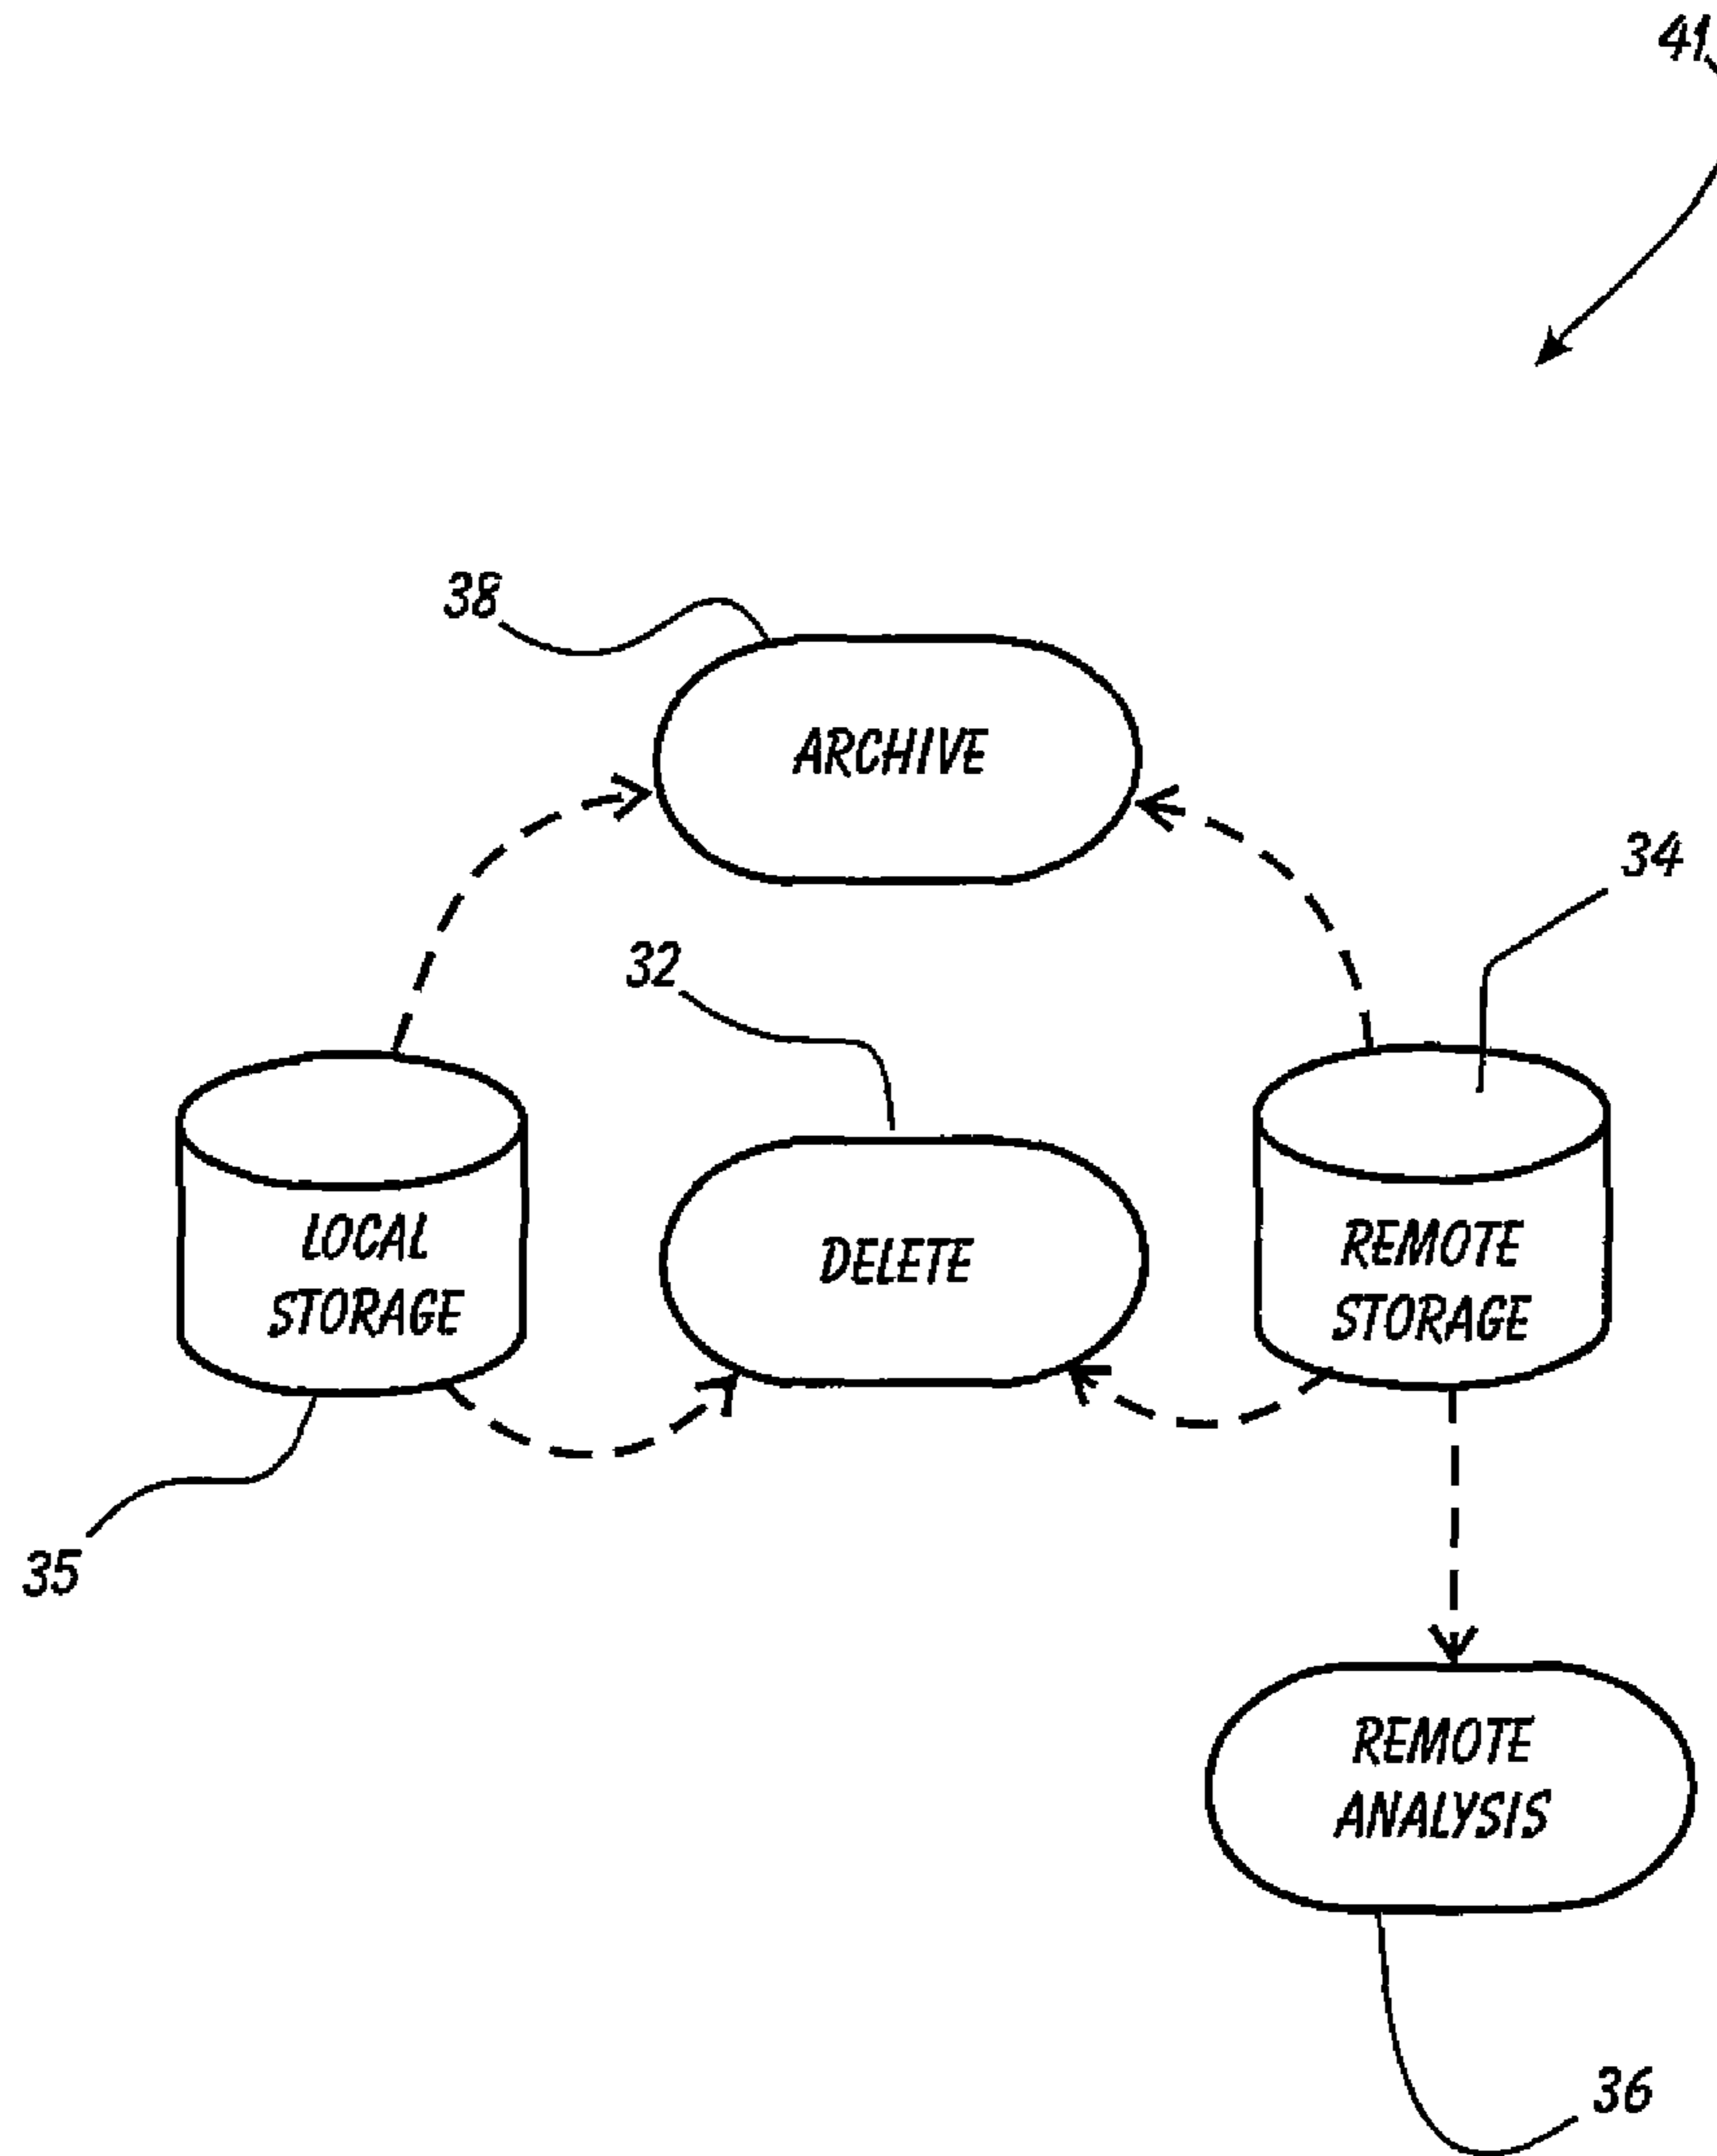 41
38
ARCHIVE
34
32
LOCAL
STORAGE
DELETE
REMOTE
STORAGE
35
REMOTE
ANALYSIS
36